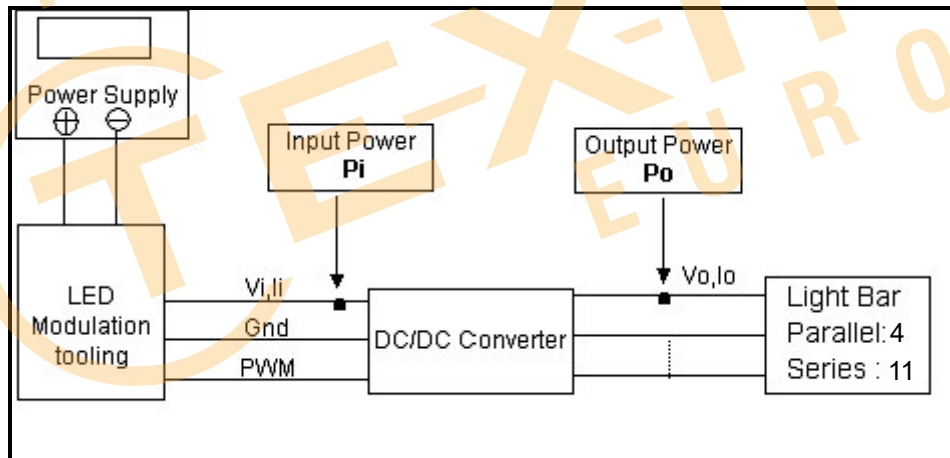 Power Supply
Input Power
Pi
Output Power
Po
LED
Modulation
tooling
Vi,Ii
Gnd
PWM
DC/DC Converter
Vo,Io
Light Bar
Parallel:4
Series : 11
EURO